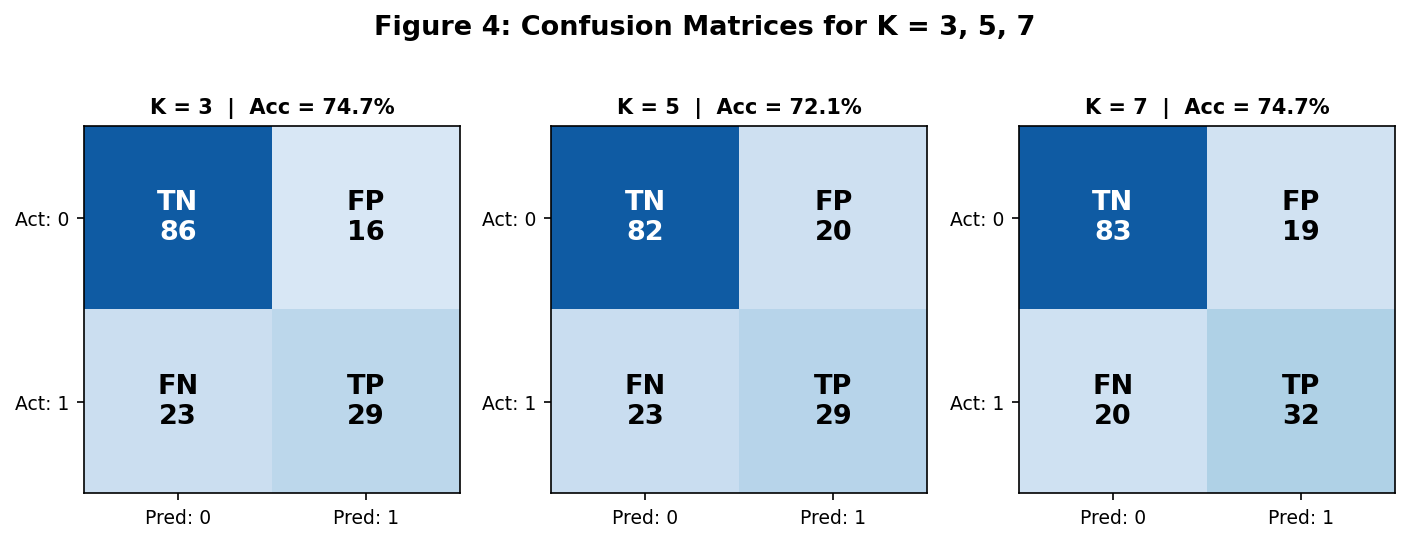 Figure 4: Confusion Matrices for K = 3, 5, 7
K = 3 | Acc = 74.7%
Act: 0
TN
86
FP
16
Act: 1
FN
23
TP
29
Pred: 0
Pred: 1
K = 5 | Acc = 72.1%
Act: 0
TN
82
FP
20
Act: 1
FN
23
TP
29
Pred: 0
Pred: 1
K = 7 | Acc = 74.7%
Act: 0
TN
83
FP
19
Act: 1
FN
20
TP
32
Pred: 0
Pred: 1